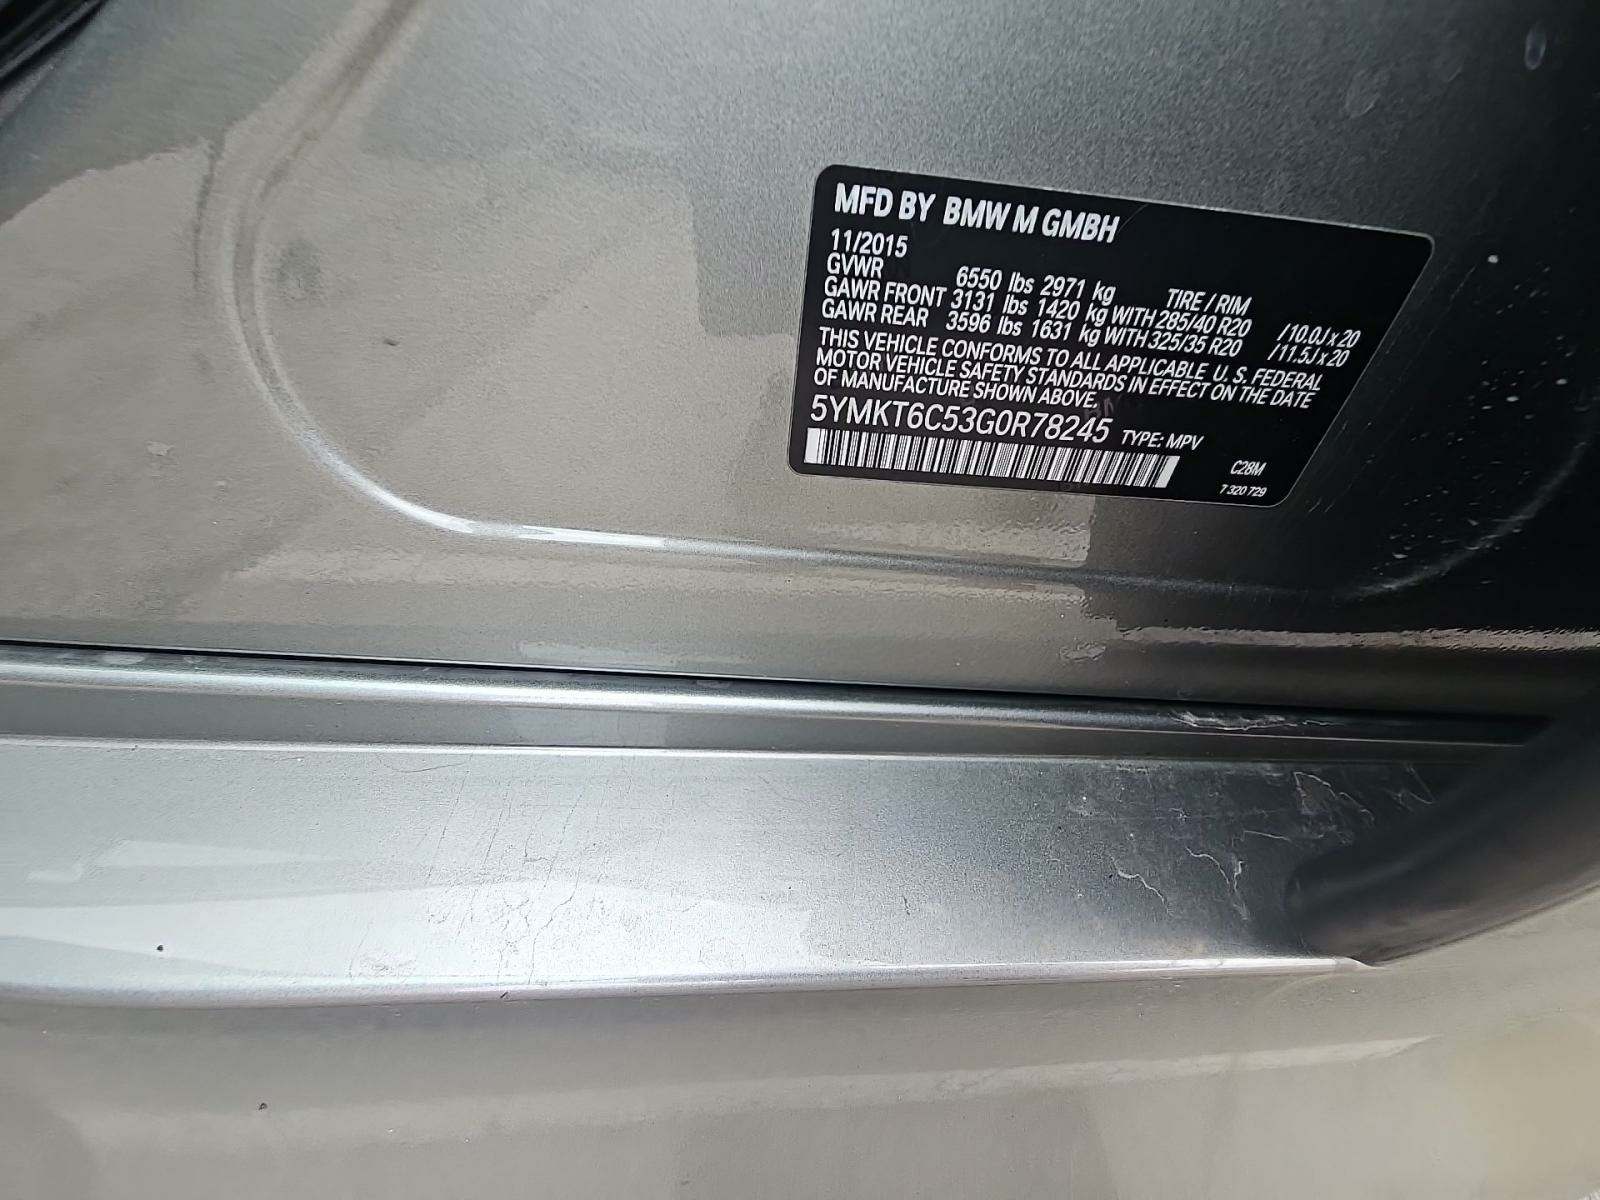 MFD BY BMW M GMBH
11/2015
GVWR 6550 lbs 2971 kg TIRE / RIM
GAWR FRONT 3131 lbs 1420 kg WITH 285/40 R20 /10.0J x 20
GAWR REAR 3596 lbs 1631 kg WITH 325/35 R20 /11.5J x 20
THIS VEHICLE CONFORMS TO ALL APPLICABLE U. S. FEDERAL
MOTOR VEHICLE SAFETY STANDARDS IN EFFECT ON THE DATE
OF MANUFACTURE SHOWN ABOVE.
5YMKT6C53G0R78245 TYPE: MPV
C28M
7 320 729